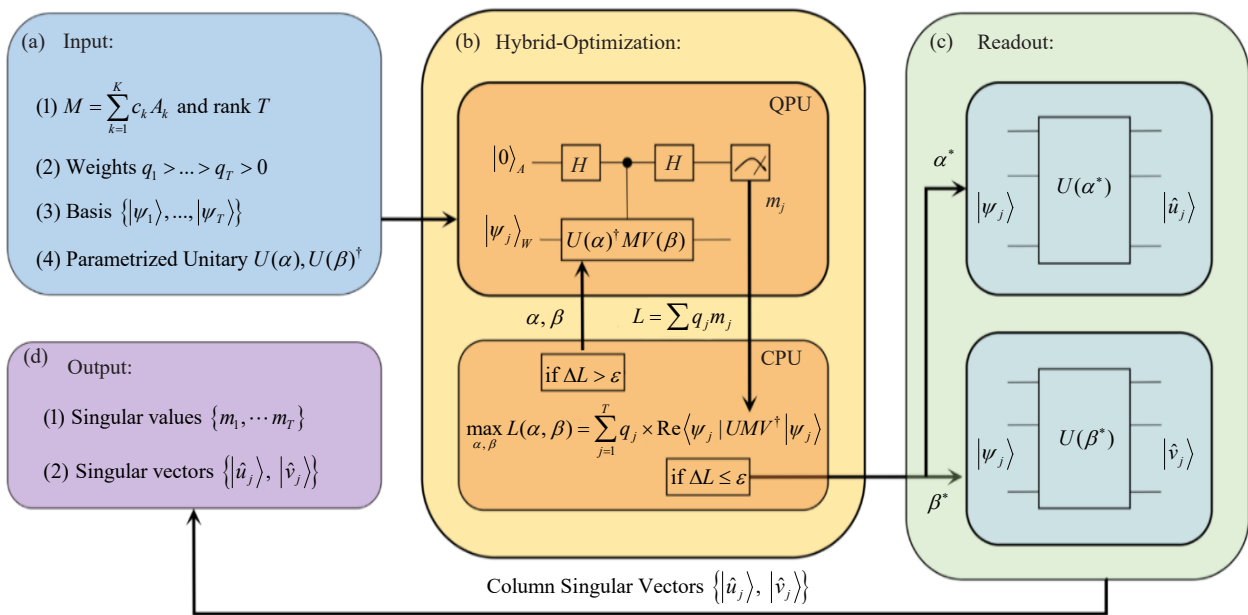 (a) Input:
(1) M = ∑_{k=1}^{K} c_k A_k and rank T
(2) Weights q_1 > ... > q_T > 0
(3) Basis {|ψ_1⟩,...,|ψ_T⟩}
(4) Parametrized Unitary U(α), U(β)^†
(b) Hybrid-Optimization:
QPU
|0⟩_A H H
m_j
|ψ_j⟩_W U(α)^† MV(β)
α, β L = ∑ q_j m_j
CPU
if ΔL > ε
max_{α,β} L(α, β) = ∑_{j=1}^{T} q_j × Re⟨ψ_j | UMV^† |ψ_j⟩
if ΔL ≤ ε
(c) Readout:
α^*
U(α^*)
|ψ_j⟩ |û_j⟩
U(β^*)
|ψ_j⟩ |v̂_j⟩
β^*
(d) Output:
(1) Singular values {m_1, ⋯ m_T}
(2) Singular vectors {|û_j⟩, |v̂_j⟩}
Column Singular Vectors {|û_j⟩, |v̂_j⟩}